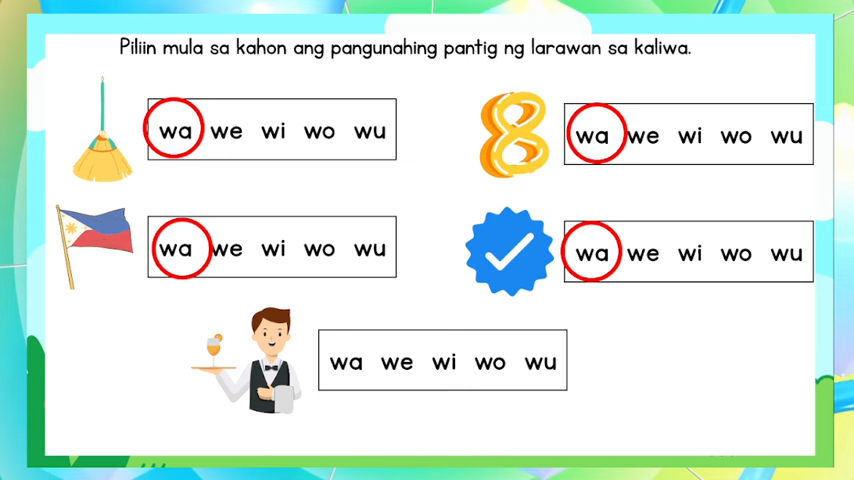 Piliin mula sa kahon ang pangunahing pantig ng larawan sa kaliwa.
wa we wi wo wu
8
wa we wi wo wu
wa we wi wo wu
wa we wi wo wu
wa we wi wo wu